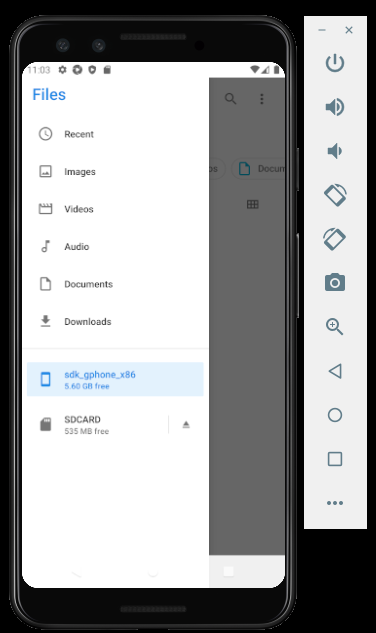 11:03
Files
Recent
Images
Videos
Audio
Documents
Downloads
sdk_gphone_x86
5.60 GB free
SDCARD
535 MB free
os
Docum